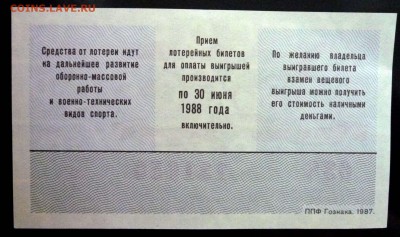 COINS.LAVE.RU
Средства от лотереи идут
на дальнейшее развитие
оборонно-массовой
работы
и военно-технических
видов спорта.
Прием
лотерейных билетов
для оплаты выигрышей
производится
по 30 июня
1988 года
включительно.
По желанию владельца
выигравшего билета
взамен вещевого
выигрыша можно получить
его стоимость наличными
деньгами.
ППФ Гознака. 1987.